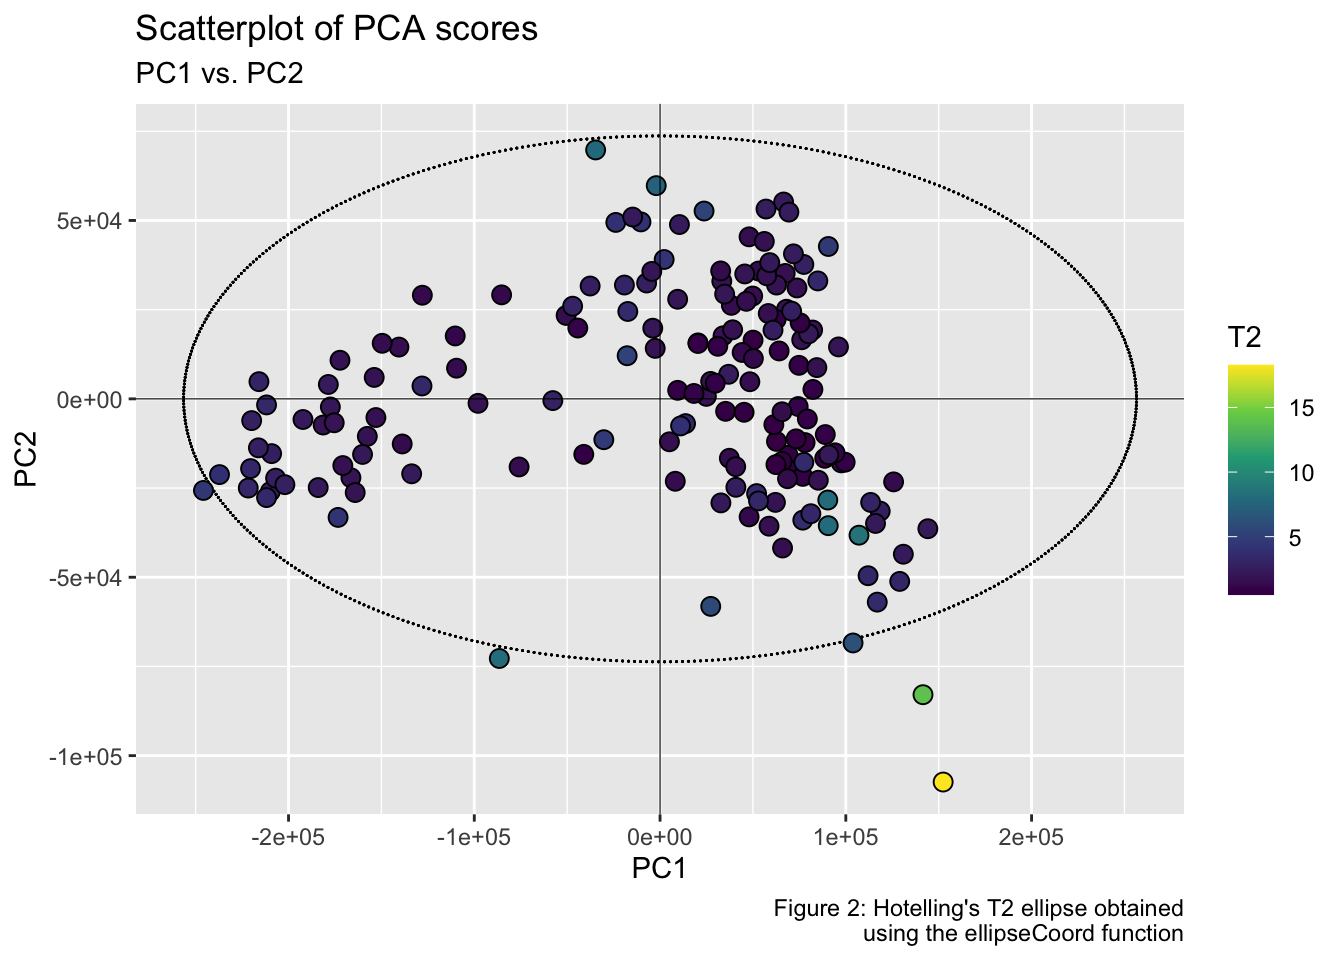 Scatterplot of PCA scores
PC1 vs. PC2
5e+04
0e+00
-5e+04
-1e+05
PC2
-2e+05
-1e+05
0e+00
1e+05
2e+05
PC1
T2
15
10
5
Figure 2: Hotelling's T2 ellipse obtained
using the ellipseCoord function